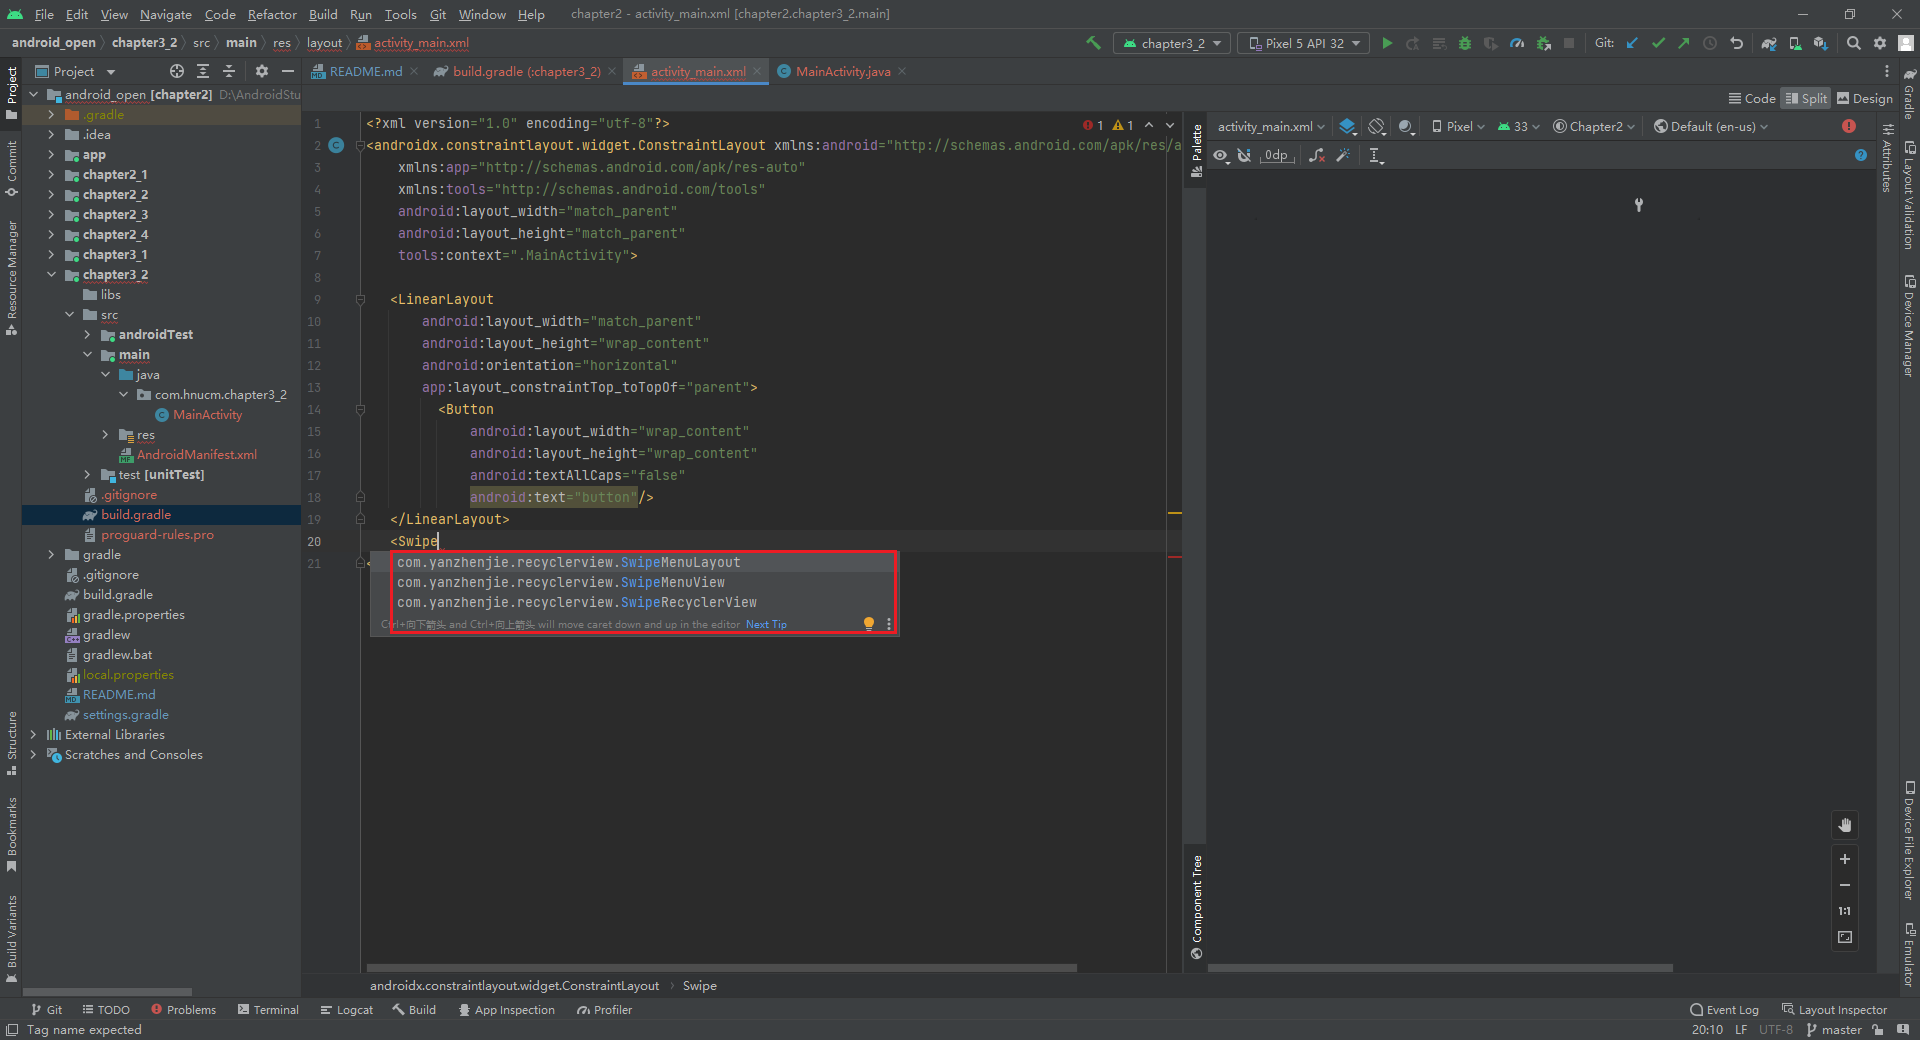 File Edit View Navigate Code Refactor Build Run Tools Git Window Help chapter2 - activity_main.xml [chapter2.chapter3_2.main]
android_open chapter3_2 src main res layout activity_main.xml
chapter3_2 Pixel 5 API 32 Git:
Project
README.md build.gradle (:chapter3_2) activity_main.xml MainActivity.java
Code Split Design
Project
Commit
Resource Manager
Structure
Bookmarks
Build Variants
android_open [chapter2] D:\AndroidStu
.gradle
.idea
app
chapter2_1
chapter2_2
chapter2_3
chapter2_4
chapter3_1
chapter3_2
libs
src
androidTest
main
java
com.hnucm.chapter3_2
MainActivity
res
AndroidManifest.xml
test [unitTest]
.gitignore
build.gradle
proguard-rules.pro
gradle
.gitignore
build.gradle
gradle.properties
gradlew
gradlew.bat
local.properties
README.md
settings.gradle
External Libraries
Scratches and Consoles
1 <?xml version="1.0" encoding="utf-8"?>
2 <androidx.constraintlayout.widget.ConstraintLayout xmlns:android="http://schemas.android.com/apk/res/a
3 xmlns:app="http://schemas.android.com/apk/res-auto"
4 xmlns:tools="http://schemas.android.com/tools"
5 android:layout_width="match_parent"
6 android:layout_height="match_parent"
7 tools:context=".MainActivity">
8
9 <LinearLayout
10 android:layout_width="match_parent"
11 android:layout_height="wrap_content"
12 android:orientation="horizontal"
13 app:layout_constraintTop_toTopOf="parent">
14 <Button
15 android:layout_width="wrap_content"
16 android:layout_height="wrap_content"
17 android:textAllCaps="false"
18 android:text="button"/>
19 </LinearLayout>
20 <Swipe
21 <
1 1
com.yanzhenjie.recyclerview.SwipeMenuLayout
com.yanzhenjie.recyclerview.SwipeMenuView
com.yanzhenjie.recyclerview.SwipeRecyclerView
Ctrl+向下箭头 and Ctrl+向上箭头 will move caret down and up in the editor Next Tip
Palette
Component Tree
activity_main.xml Pixel 33 Chapter2 Default (en-us)
0dp
1:1
Attributes
Gradle
Layout Validation
Device Manager
Device File Explorer
Emulator
androidx.constraintlayout.widget.ConstraintLayout Swipe
Git TODO Problems Terminal Logcat Build App Inspection Profiler Event Log Layout Inspector
Tag name expected 20:10 LF UTF-8 master